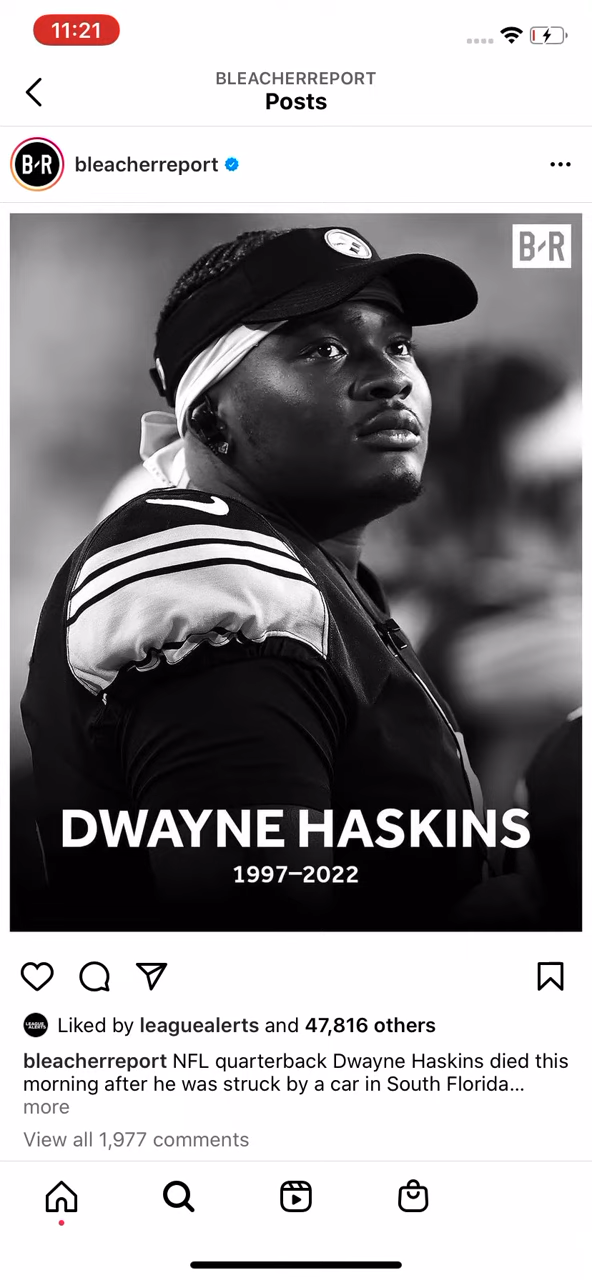 11:21
BLEACHERREPORT
Posts
B/R
bleacherreport
B/R
DWAYNE HASKINS
1997–2022
Liked by leaguealerts and 47,816 others
bleacherreport NFL quarterback Dwayne Haskins died this
morning after he was struck by a car in South Florida...
more
View all 1,977 comments